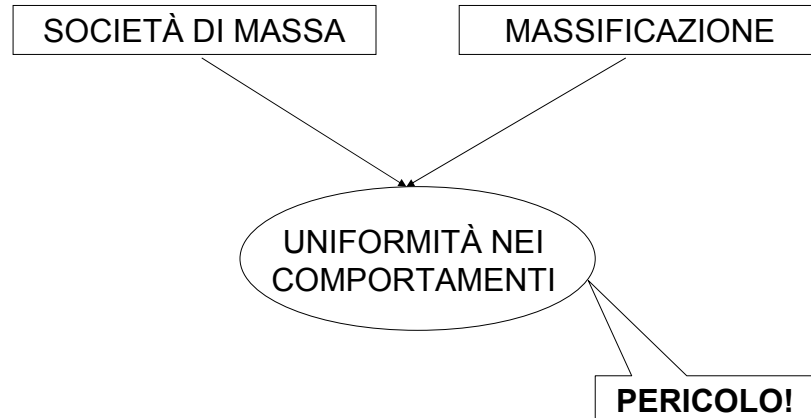 SOCIETÀ DI MASSA
MASSIFICAZIONE
UNIFORMITÀ NEI
COMPORTAMENTI
PERICOLO!